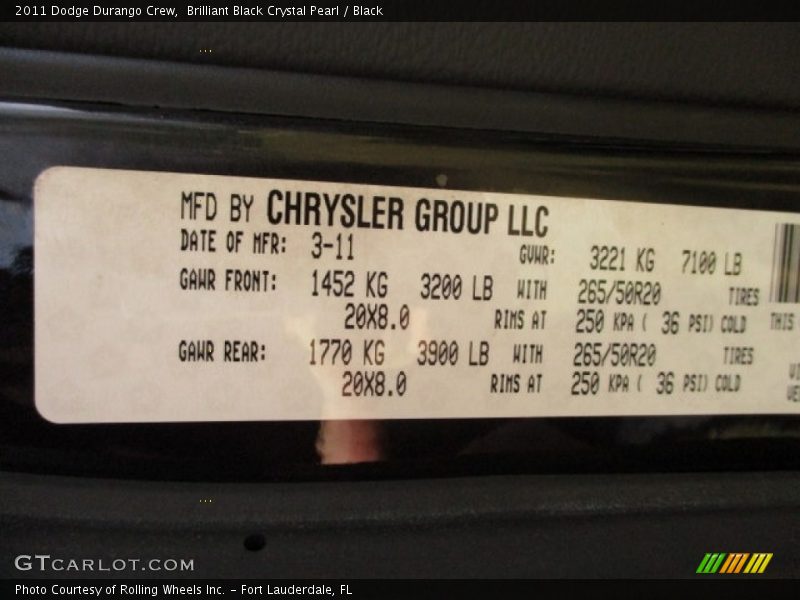 2011 Dodge Durango Crew,  Brilliant Black Crystal Pearl / Black
MFD BY CHRYSLER GROUP LLC
DATE OF MFR: 3-11 GVWR: 3221 KG 7100 LB
GAWR FRONT: 1452 KG 3200 LB WITH 265/50R20 TIRES
20X8.0 RIMS AT 250 KPA ( 36 PSI) COLD THIS
GAWR REAR: 1770 KG 3900 LB WITH 265/50R20 TIRES
20X8.0 RIMS AT 250 KPA ( 36 PSI) COLD
GTCARLOT.COM
Photo Courtesy of Rolling Wheels Inc. – Fort Lauderdale, FL